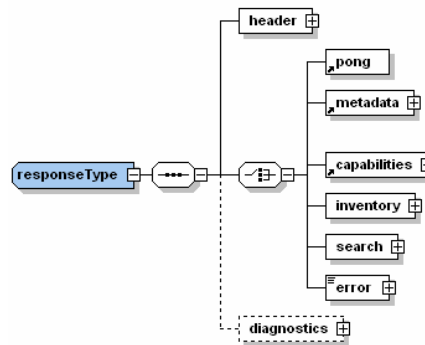 header
pong
metadata
responseType
capabilities
inventory
search
error
diagnostics